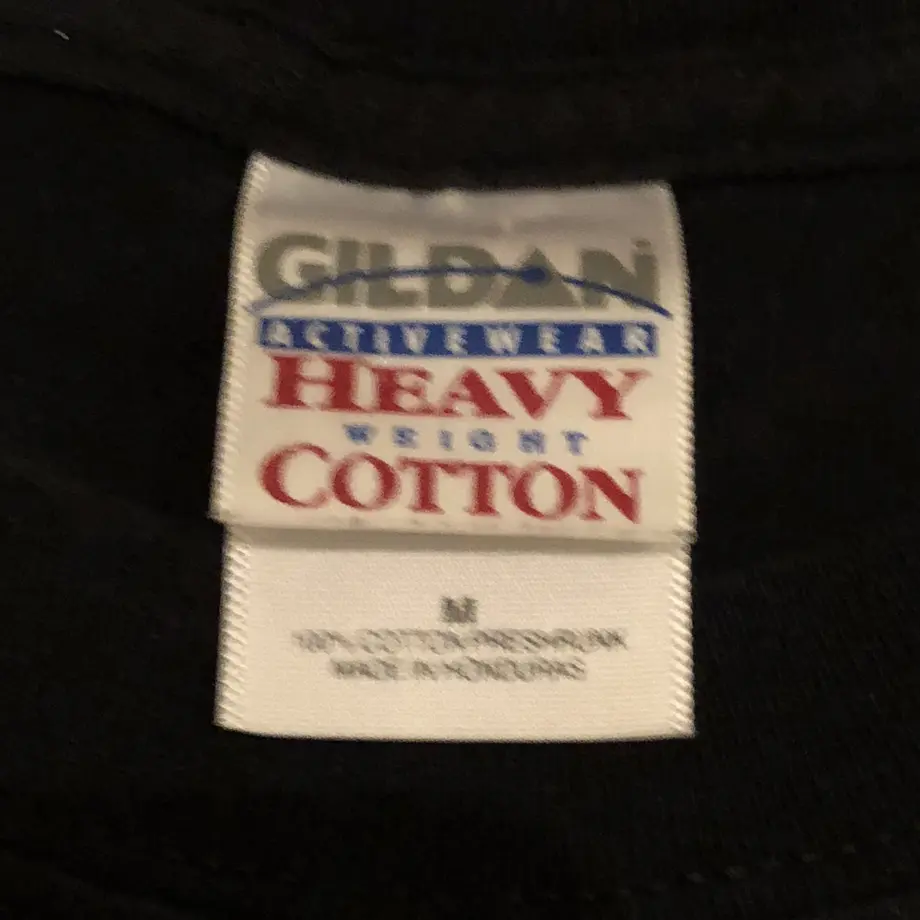 GILDAN
ACTIVEWEAR
HEAVY
WEIGHT
COTTON
M
100% COTTON PRESHRUNK
MADE IN HONDURAS